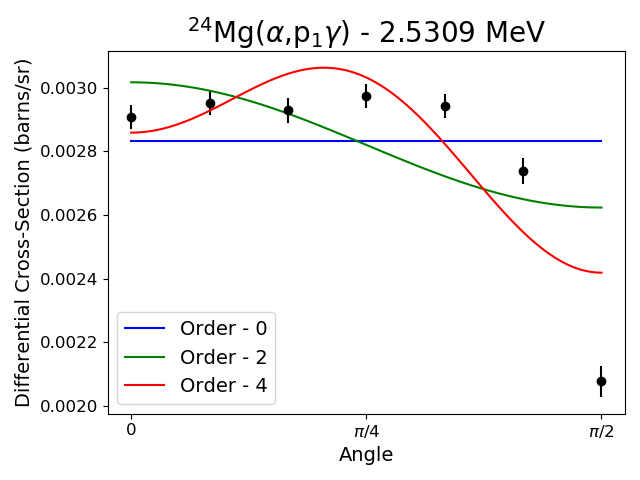 ²⁴Mg(α,p₁γ) - 2.5309 MeV
Differential Cross-Section (barns/sr)
0.0030
0.0028
0.0026
0.0024
0.0022
0.0020
Order - 0
Order - 2
Order - 4
0
π/4
π/2
Angle